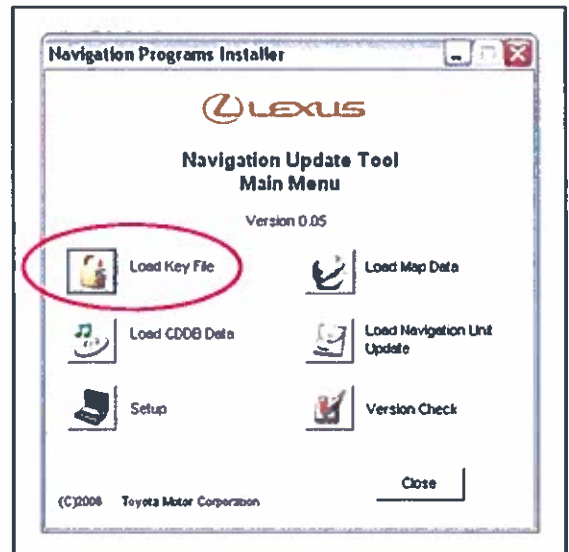 Navigation Programs Installer
LEXUS
Navigation Update Tool
Main Menu
Version 0.05
Load Key File
Load Map Data
Load CDDB Data
Load Navigation Unit
Update
Setup
Version Check
Close
(C)2006 Toyota Motor Corporation